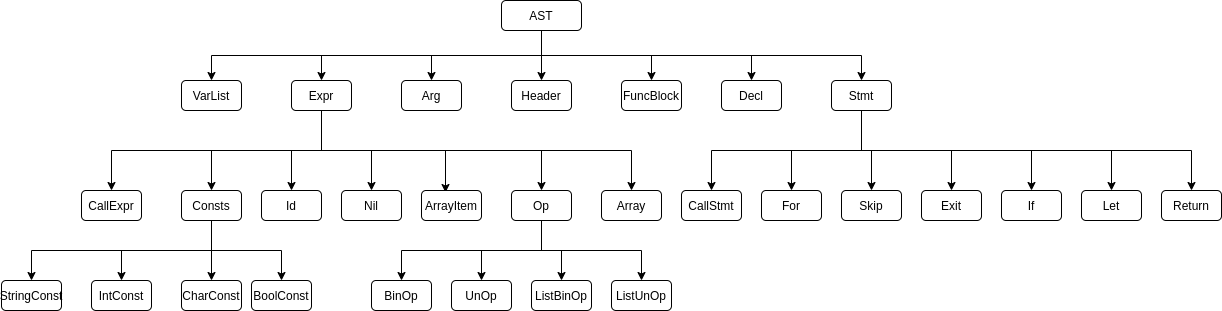 AST
VarList
Expr
Arg
Header
FuncBlock
Decl
Stmt
CallExpr
Consts
Id
Nil
ArrayItem
Op
Array
CallStmt
For
Skip
Exit
If
Let
Return
StringConst
IntConst
CharConst
BoolConst
BinOp
UnOp
ListBinOp
ListUnOp